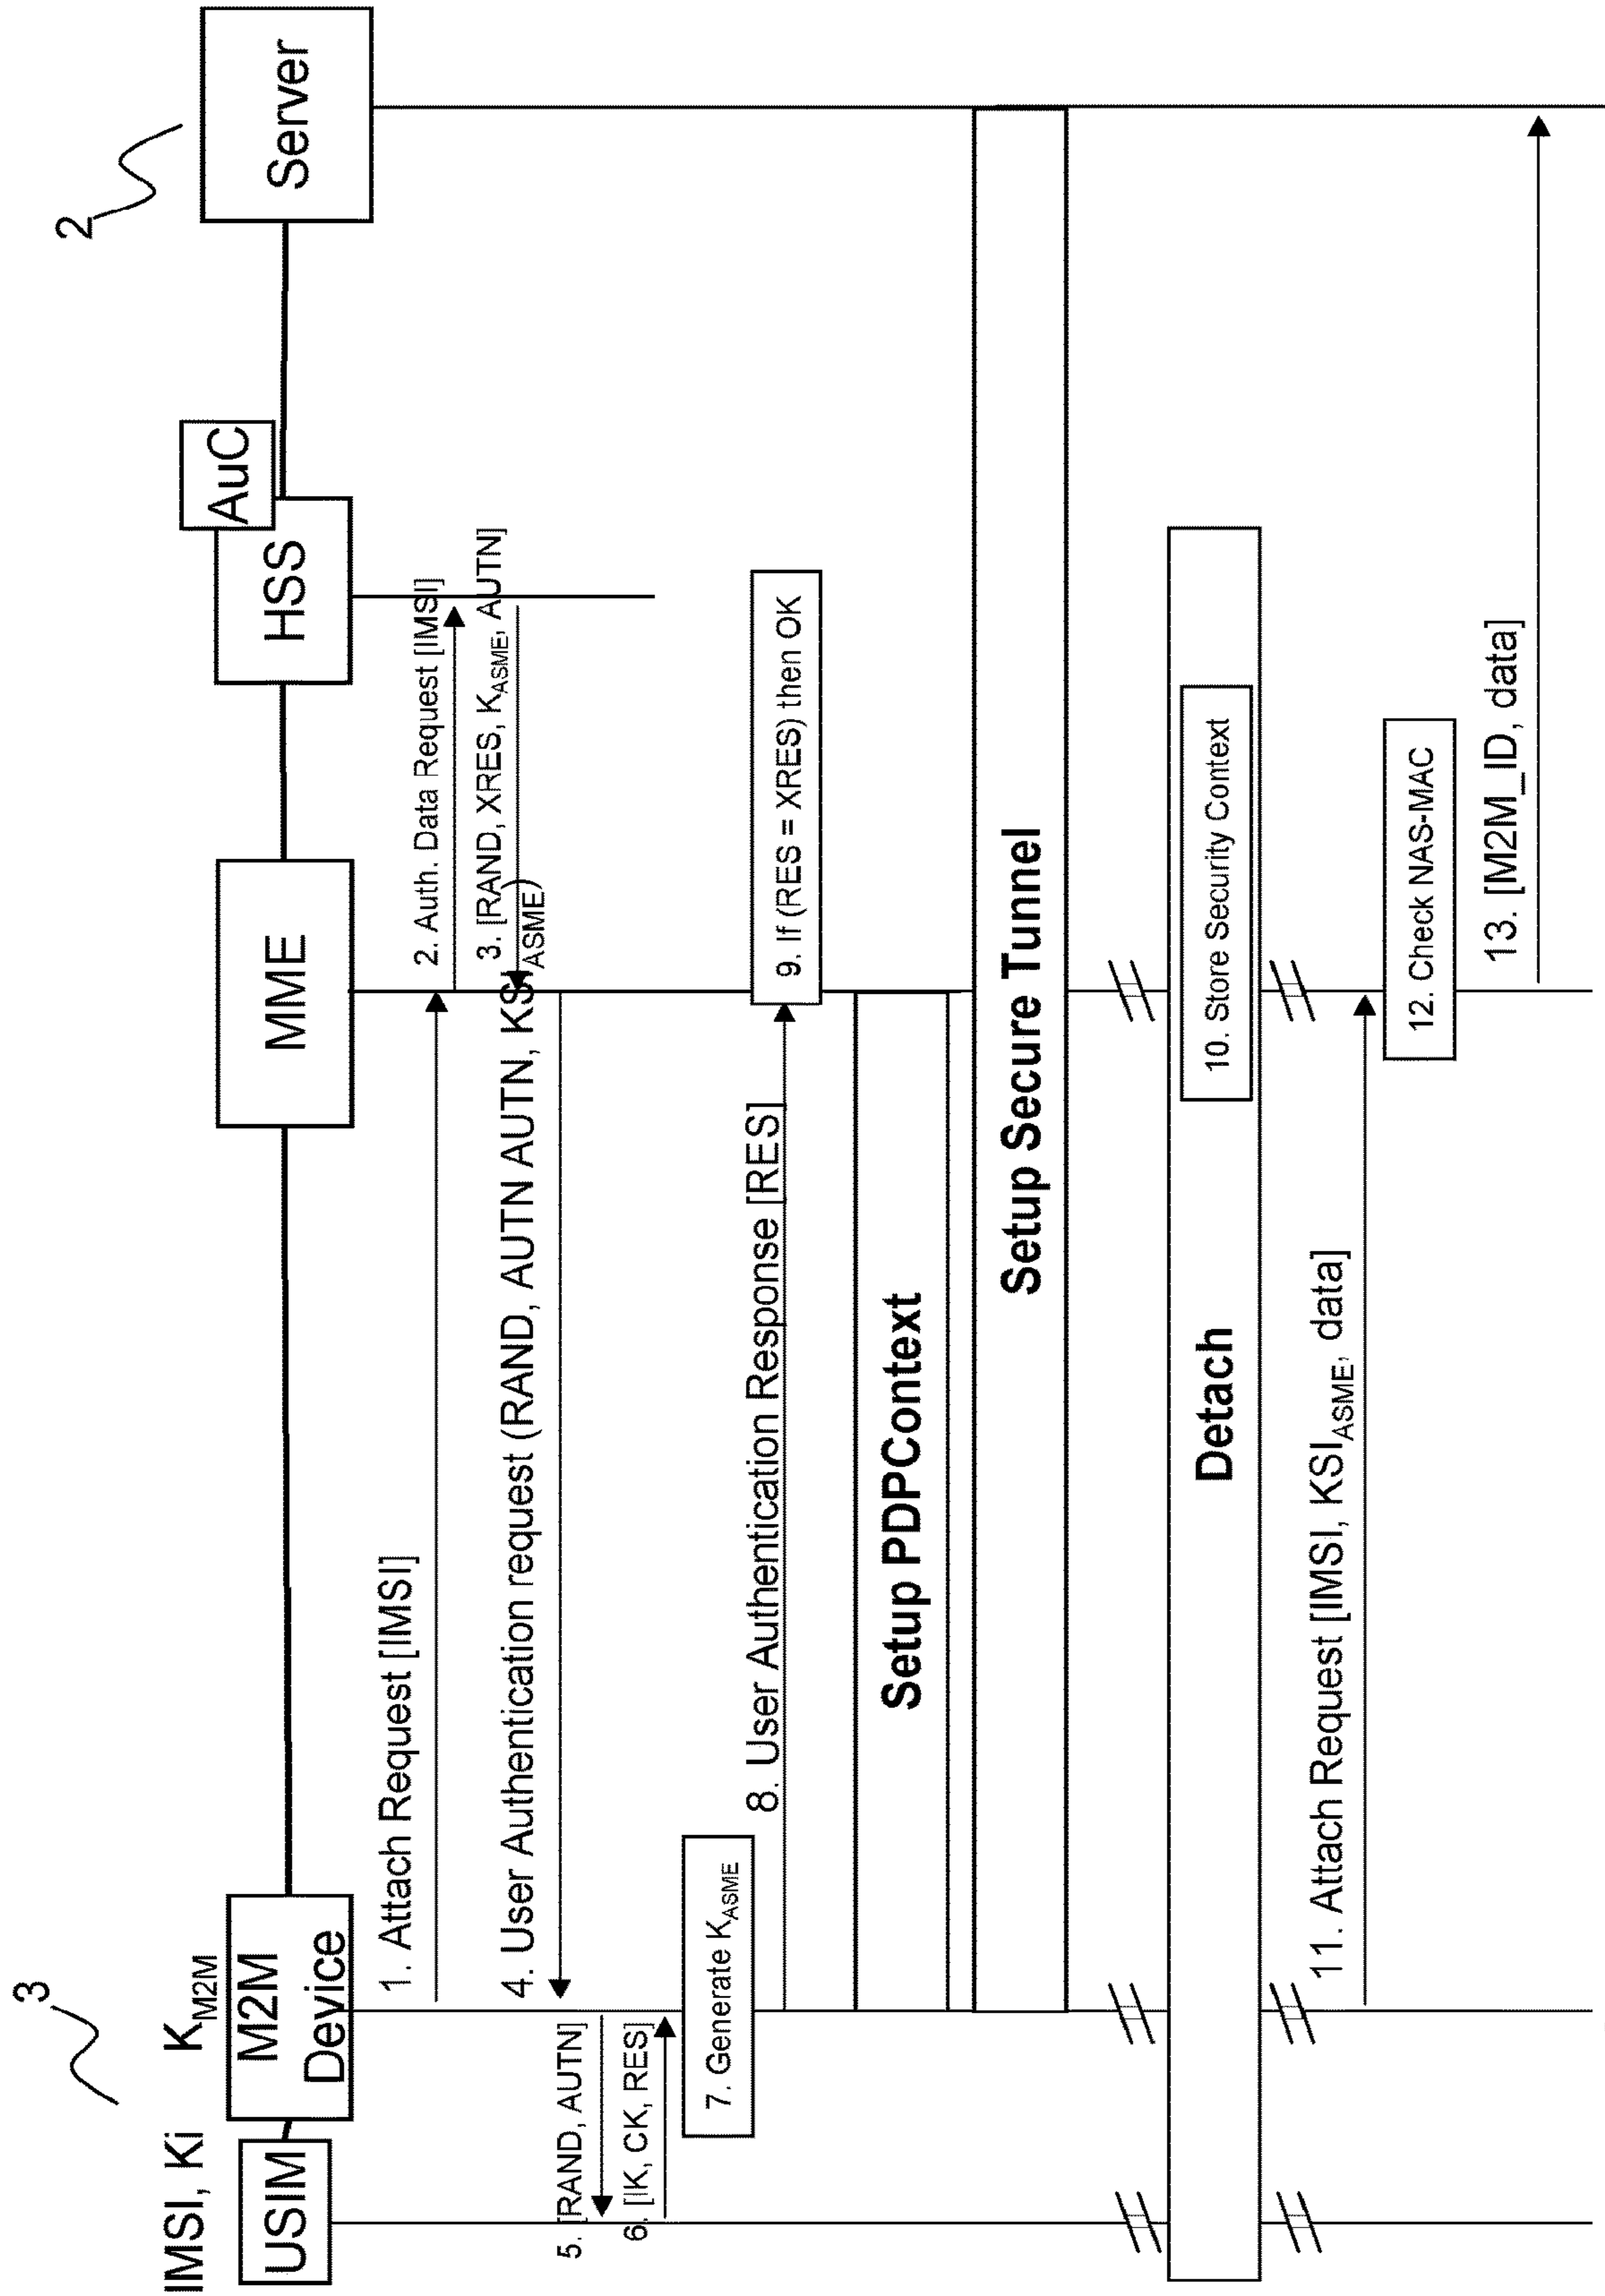 3
2
IMSI, Ki
K_M2M
USIM
M2M
Device
MME
HSS
AuC
Server
1. Attach Request [IMSI]
2. Auth. Data Request [IMSI]
3. [RAND, XRES, K_ASME, AUTN]
4. User Authentication request (RAND, AUTN AUTN, KSI_ASME)
5. [RAND, AUTN]
6. [IK, CK, RES]
7. Generate K_ASME
8. User Authentication Response [RES]
9. If (RES = XRES) then OK
Setup PDPContext
Setup Secure Tunnel
Detach
10. Store Security Context
11. Attach Request [IMSI, KSI_ASME, data]
12. Check NAS-MAC
13. [M2M_ID, data]